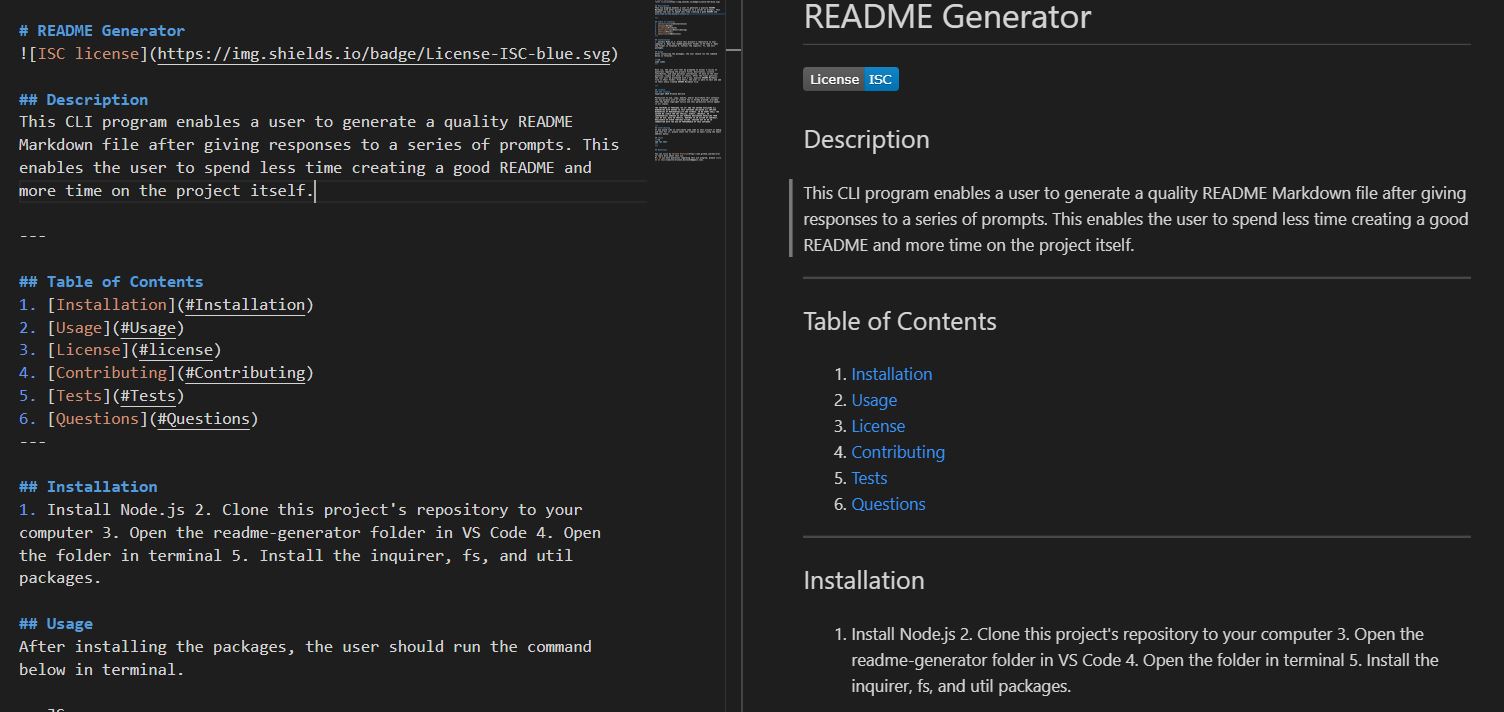 # README Generator
![ISC license](https://img.shields.io/badge/License-ISC-blue.svg)
## Description
This CLI program enables a user to generate a quality README
Markdown file after giving responses to a series of prompts. This
enables the user to spend less time creating a good README and
more time on the project itself.
---
## Table of Contents
1. [Installation](#Installation)
2. [Usage](#Usage)
3. [License](#license)
4. [Contributing](#Contributing)
5. [Tests](#Tests)
6. [Questions](#Questions)
---
## Installation
1. Install Node.js 2. Clone this project's repository to your
computer 3. Open the readme-generator folder in VS Code 4. Open
the folder in terminal 5. Install the inquirer, fs, and util
packages.
## Usage
After installing the packages, the user should run the command
below in terminal.
README Generator
License ISC
Description
This CLI program enables a user to generate a quality README Markdown file after giving
responses to a series of prompts. This enables the user to spend less time creating a good
README and more time on the project itself.
Table of Contents
1. Installation
2. Usage
3. License
4. Contributing
5. Tests
6. Questions
Installation
1. Install Node.js 2. Clone this project's repository to your computer 3. Open the
readme-generator folder in VS Code 4. Open the folder in terminal 5. Install the
inquirer, fs, and util packages.